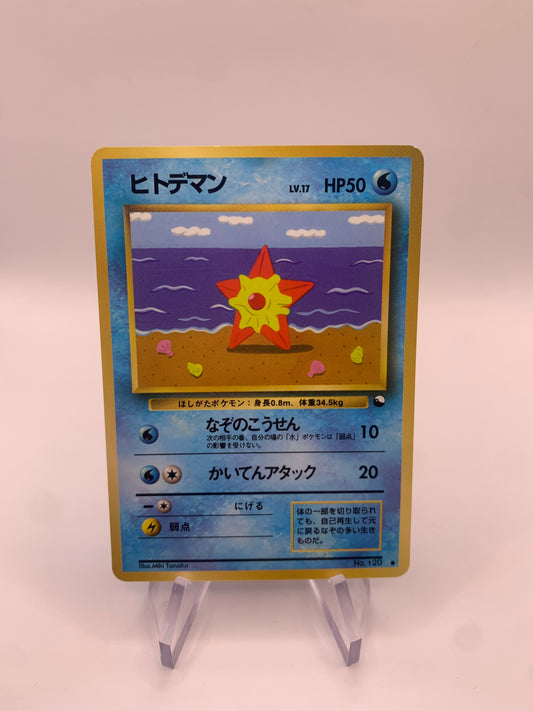 ヒトデマン LV.17 HP50
ほしがたポケモン：身長0.8m、体重34.5kg
なぞのこうせん 10
次の相手の番、自分の場の「水」ポケモンは「弱点」
の影響を受けない。
かいてんアタック 20
にげる
弱点
体の一部を切り取られ
ても、自己再生して元
に戻るなぞの多い生き
ものだ。
Illus.Miki Tanaka No. 120